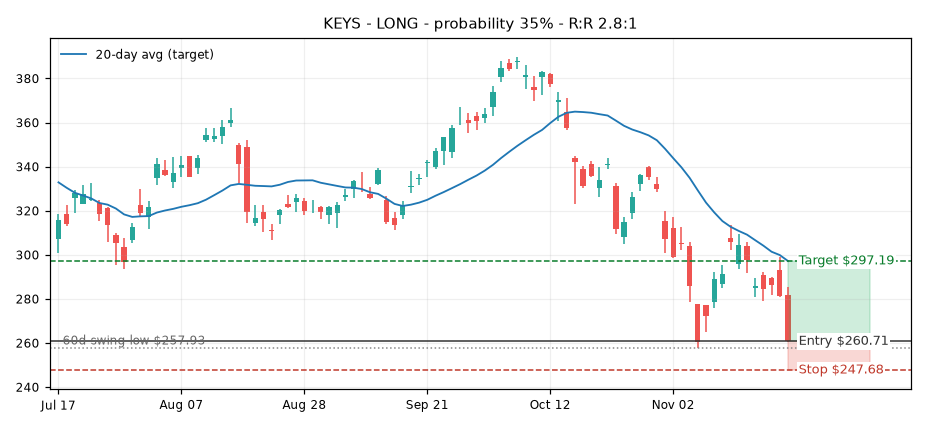 KEYS - LONG - probability 35% - R:R 2.8:1
20-day avg (target)
380
360
340
320
300
280
260
240
Target $297.19
60d swing low $257.93
Entry $260.71
Stop $247.68
Jul 17
Aug 07
Aug 28
Sep 21
Oct 12
Nov 02